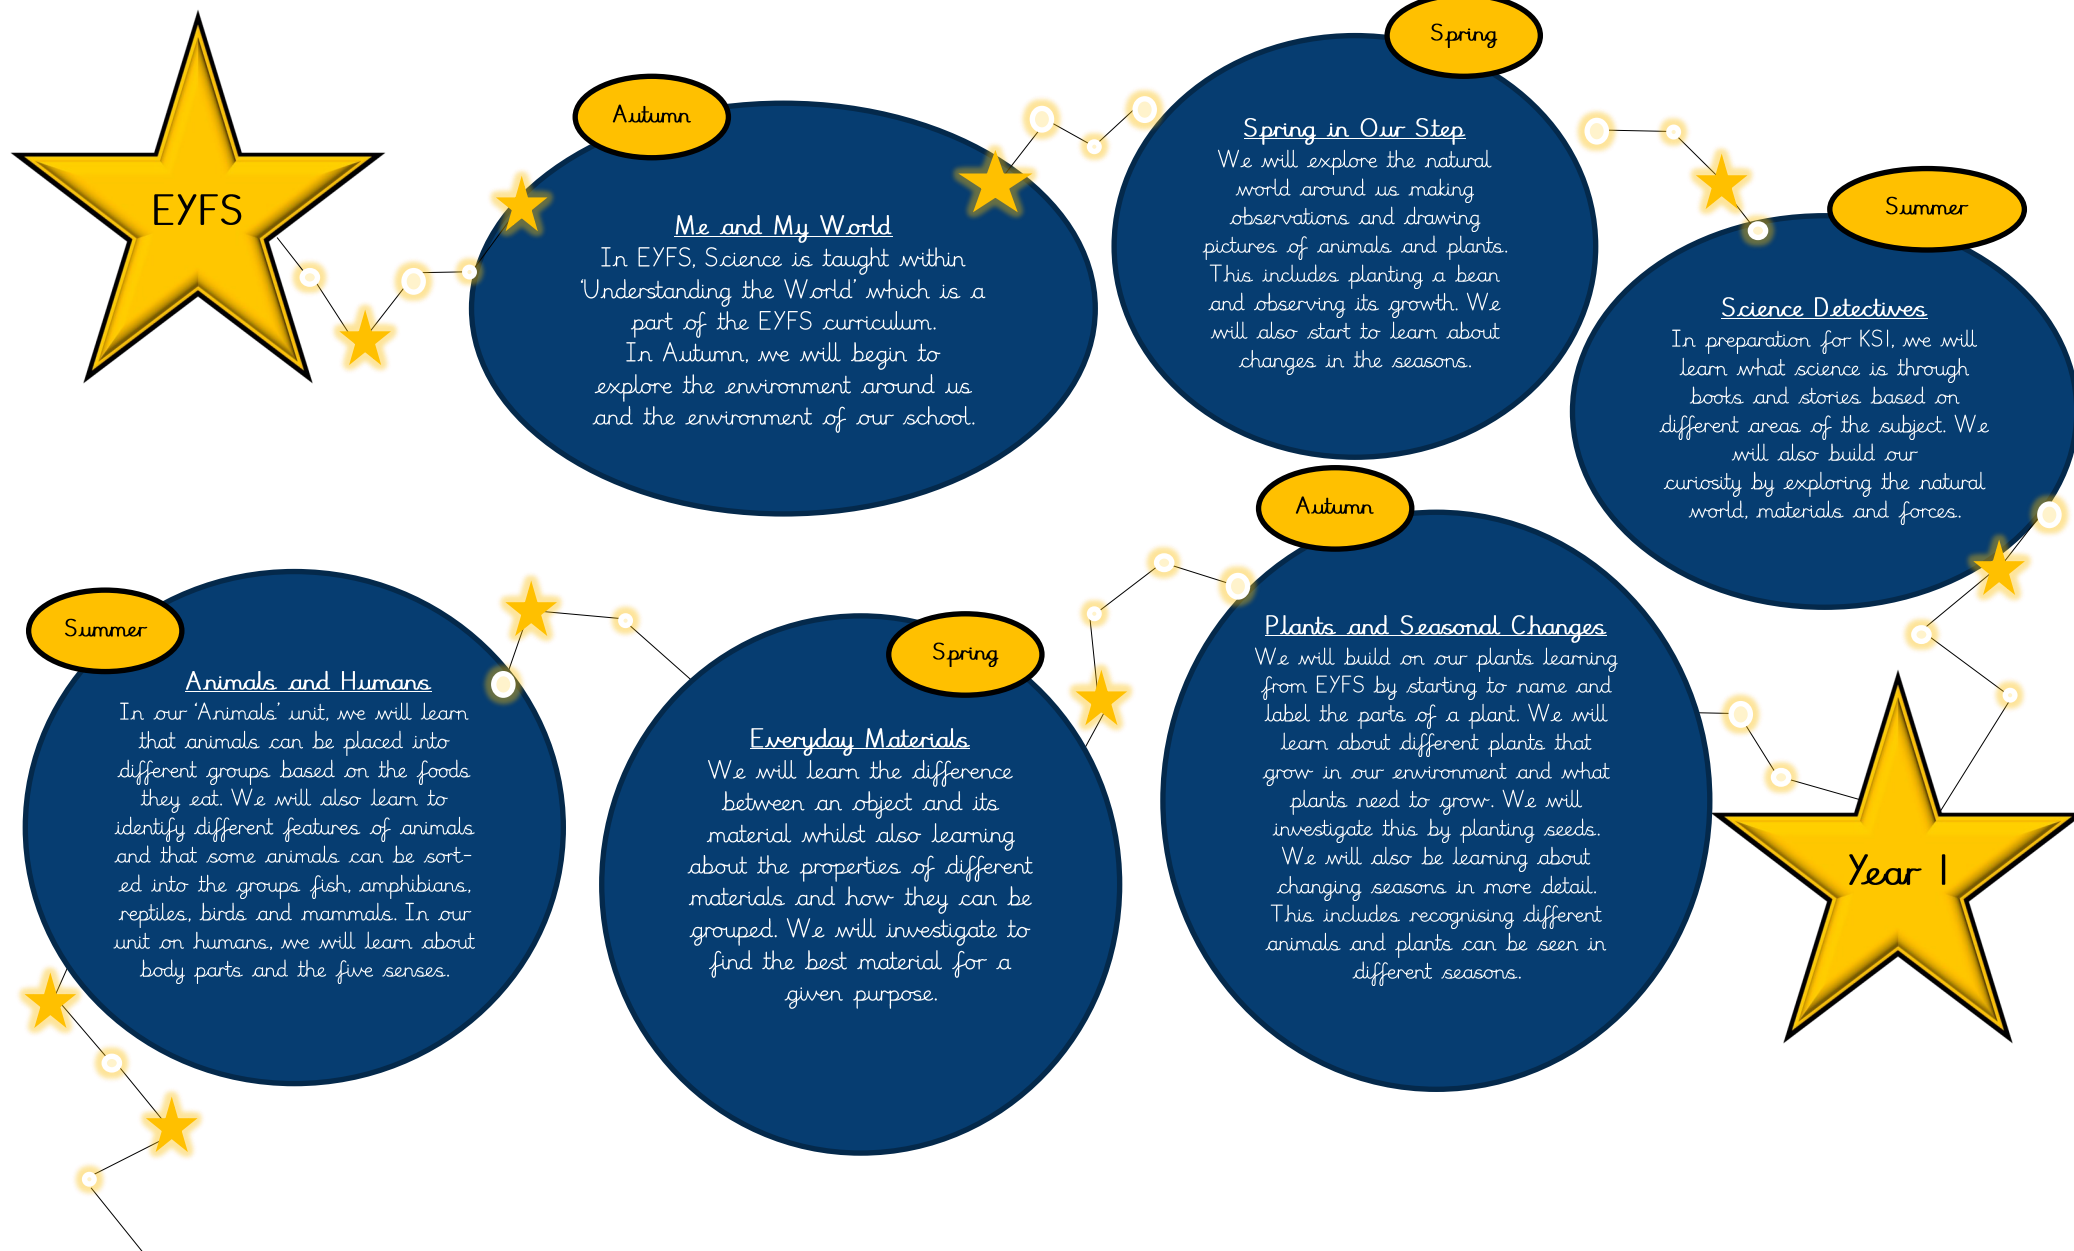 EYFS
Autumn
Me and My World
In EYFS, Science is taught within
‘Understanding the World’ which is a
part of the EYFS curriculum.
In Autumn, we will begin to
explore the environment around us
and the environment of our school.
Spring
Spring in Our Step
We will explore the natural
world around us making
observations and drawing
pictures of animals and plants.
This includes planting a bean
and observing its growth. We
will also start to learn about
changes in the seasons.
Summer
Science Detectives
In preparation for KS1, we will
learn what science is through
books and stories based on
different areas of the subject. We
will also build our
curiosity by exploring the natural
world, materials and forces.
Year 1
Autumn
Plants and Seasonal Changes
We will build on our plants learning
from EYFS by starting to name and
label the parts of a plant. We will
learn about different plants that
grow in our environment and what
plants need to grow. We will
investigate this by planting seeds.
We will also be learning about
changing seasons in more detail.
This includes recognising different
animals and plants can be seen in
different seasons.
Spring
Everyday Materials
We will learn the difference
between an object and its
material whilst also learning
about the properties of different
materials and how they can be
grouped. We will investigate to
find the best material for a
given purpose.
Summer
Animals and Humans
In our ‘Animals’ unit, we will learn
that animals can be placed into
different groups based on the foods
they eat. We will also learn to
identify different features of animals
and that some animals can be sort-
ed into the groups fish, amphibians,
reptiles, birds and mammals. In our
unit on humans, we will learn about
body parts and the five senses.